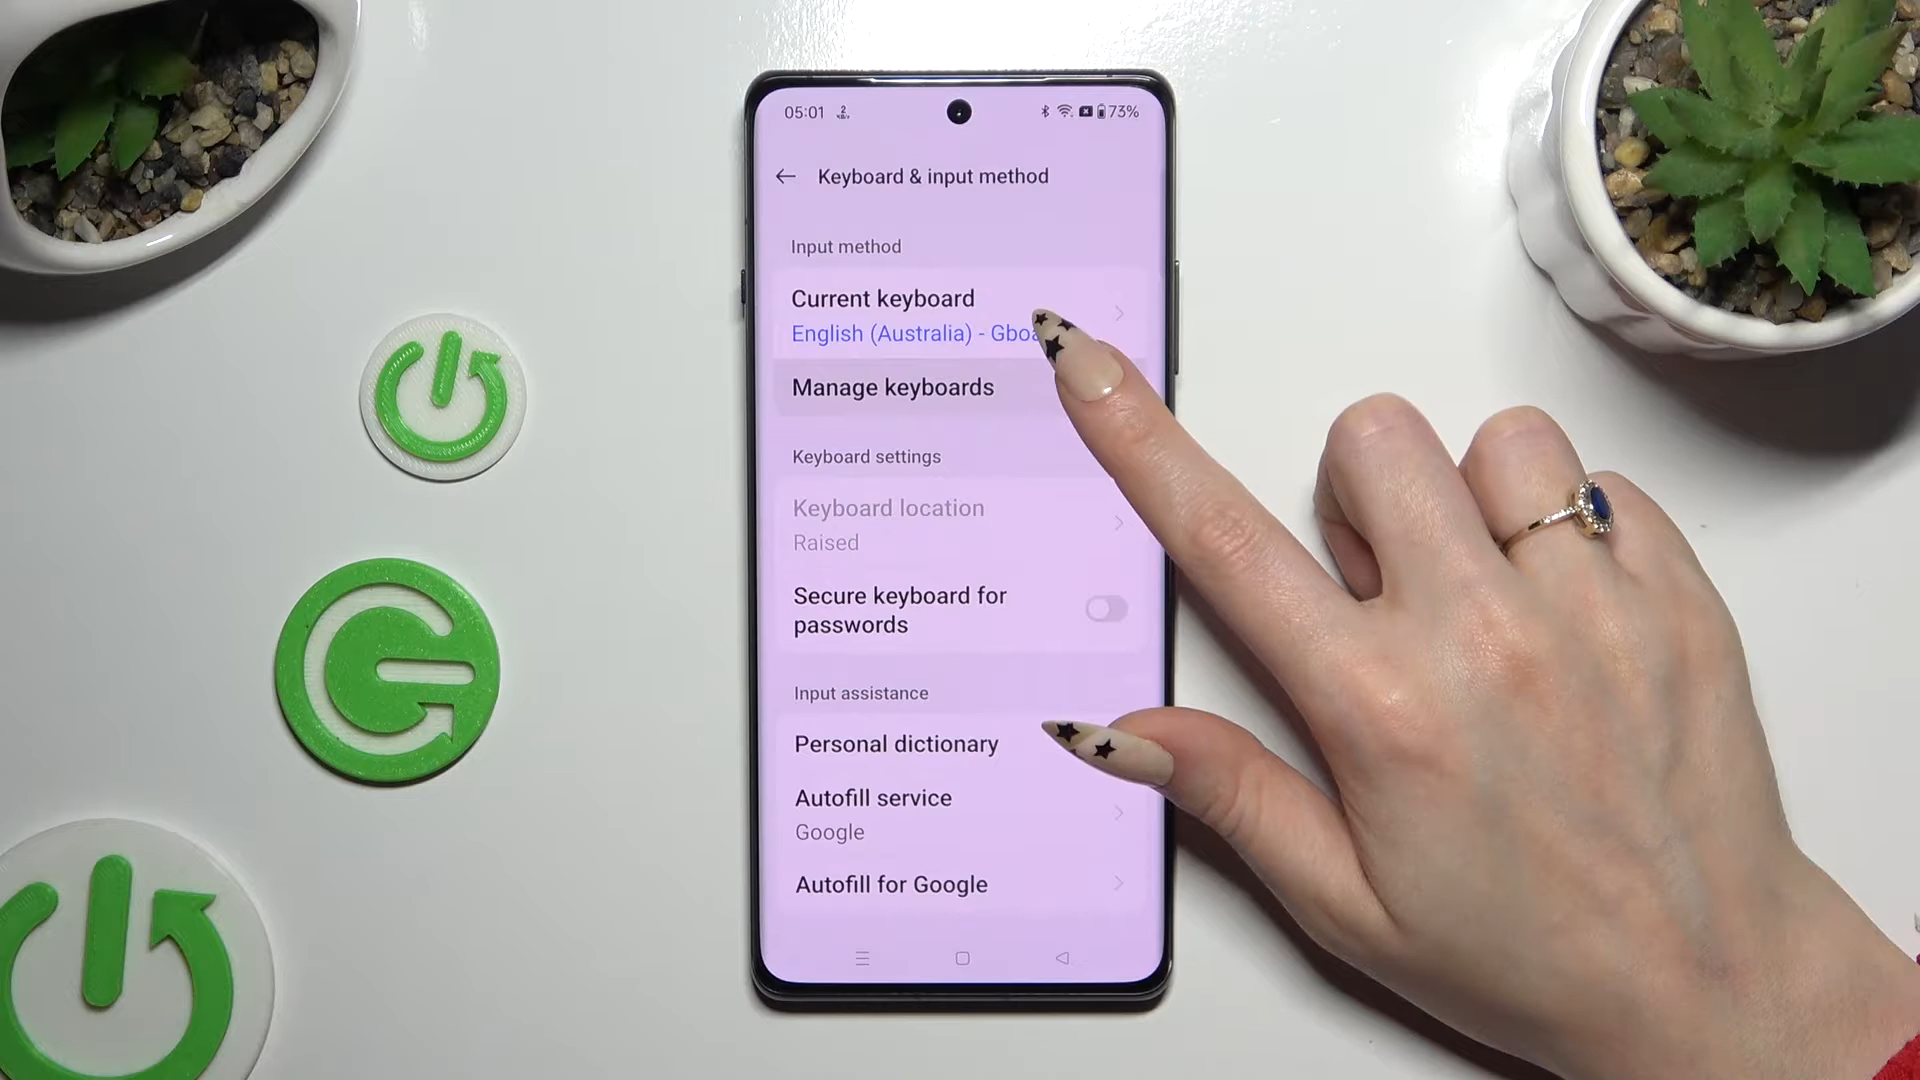 05:01
73%
Keyboard & input method
Input method
Current keyboard
English (Australia) - Gboa
Manage keyboards
Keyboard settings
Keyboard location
Raised
Secure keyboard for
passwords
Input assistance
Personal dictionary
Autofill service
Google
Autofill for Google